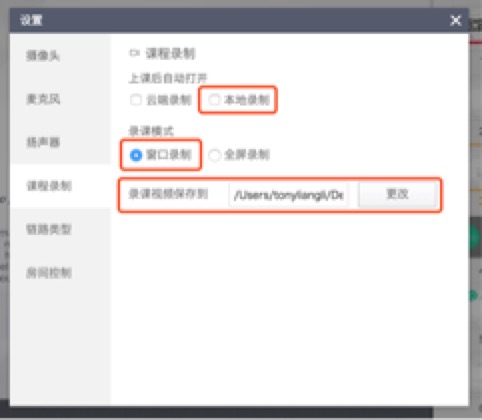 设置
摄像头
麦克风
扬声器
课程录制
链路类型
房间控制
课程录制
上课后自动打开
云端录制 本地录制
录课模式
窗口录制 全屏录制
录课视频保存到 /Users/tonyliangli/De 更改